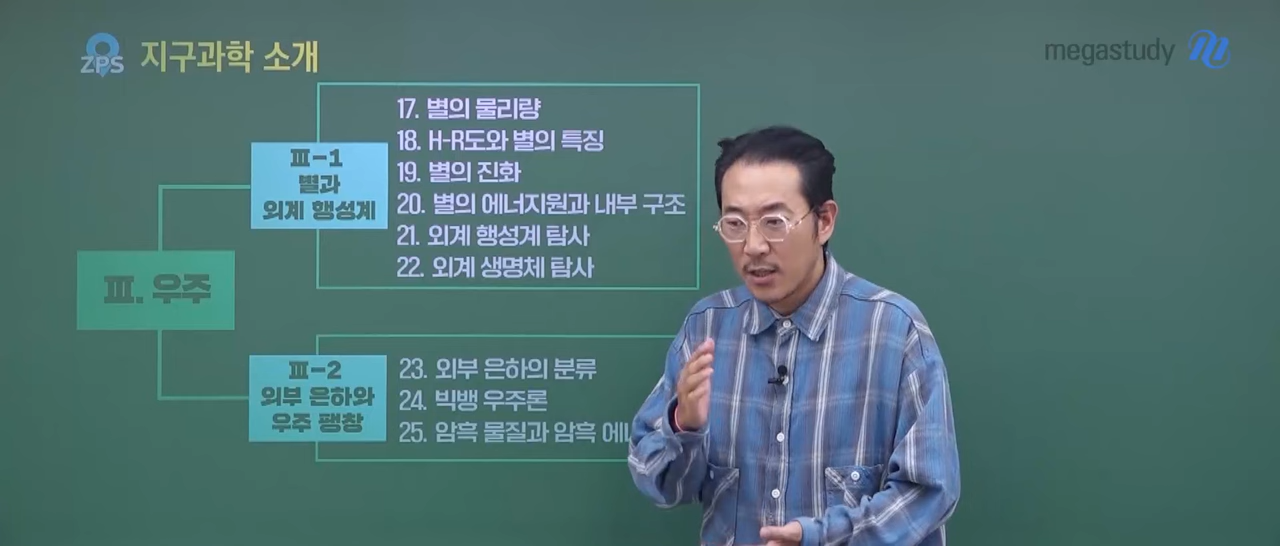 ZPS 지구과학 소개
megastudy
Ⅲ. 우주
Ⅲ-1
별과
외계 행성계
17. 별의 물리량
18. H-R도와 별의 특징
19. 별의 진화
20. 별의 에너지원과 내부 구조
21. 외계 행성계 탐사
22. 외계 생명체 탐사
Ⅲ-2
외부 은하와
우주 팽창
23. 외부 은하의 분류
24. 빅뱅 우주론
25. 암흑 물질과 암흑